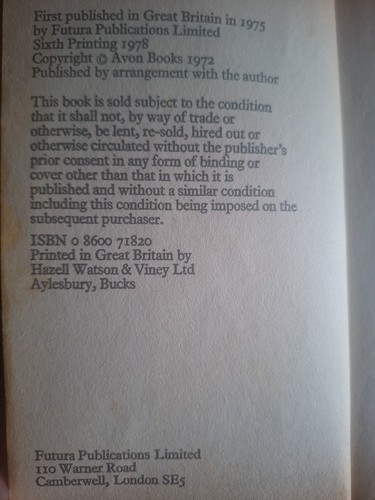 First published in Great Britain in 1975
by Futura Publications Limited
Sixth Printing 1978
Copyright © Avon Books 1972
Published by arrangement with the author
This book is sold subject to the condition
that it shall not, by way of trade or
otherwise, be lent, re-sold, hired out or
otherwise circulated without the publisher's
prior consent in any form of binding or
cover other than that in which it is
published and without a similar condition
including this condition being imposed on the
subsequent purchaser.
ISBN 0 8600 71820
Printed in Great Britain by
Hazell Watson & Viney Ltd
Aylesbury, Bucks
Futura Publications Limited
110 Warner Road
Camberwell, London SE5